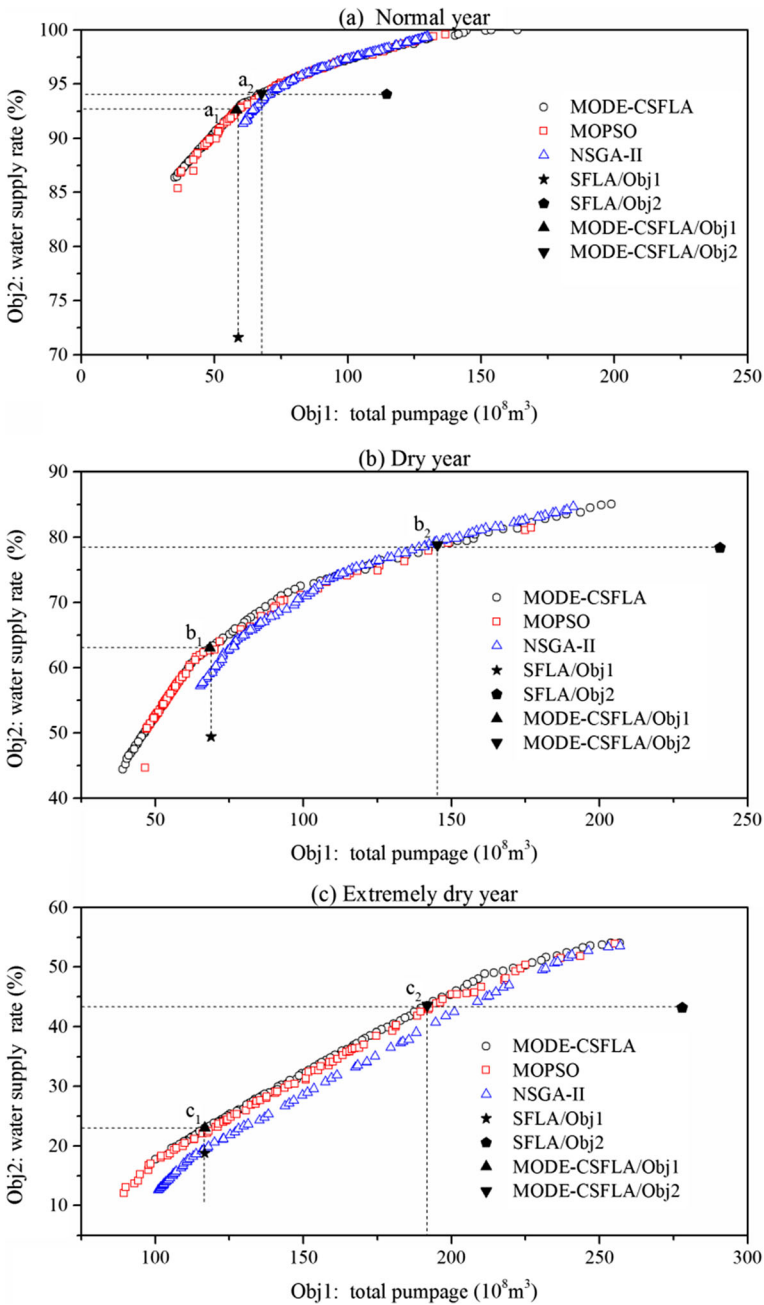 (a) Normal year
100
95
90
85
80
75
70
Obj2: water supply rate (%)
a1
a2
MODE-CSFLA
MOPSO
NSGA-II
SFLA/Obj1
SFLA/Obj2
MODE-CSFLA/Obj1
MODE-CSFLA/Obj2
0 50 100 150 200 250
Obj1: total pumpage (10^8m^3)
(b) Dry year
90
80
70
60
50
40
Obj2: water supply rate (%)
b1
b2
MODE-CSFLA
MOPSO
NSGA-II
SFLA/Obj1
SFLA/Obj2
MODE-CSFLA/Obj1
MODE-CSFLA/Obj2
50 100 150 200 250
Obj1: total pumpage (10^8m^3)
(c) Extremely dry year
60
50
40
30
20
10
Obj2: water supply rate (%)
c1
c2
MODE-CSFLA
MOPSO
NSGA-II
SFLA/Obj1
SFLA/Obj2
MODE-CSFLA/Obj1
MODE-CSFLA/Obj2
100 150 200 250 300
Obj1: total pumpage (10^8m^3)